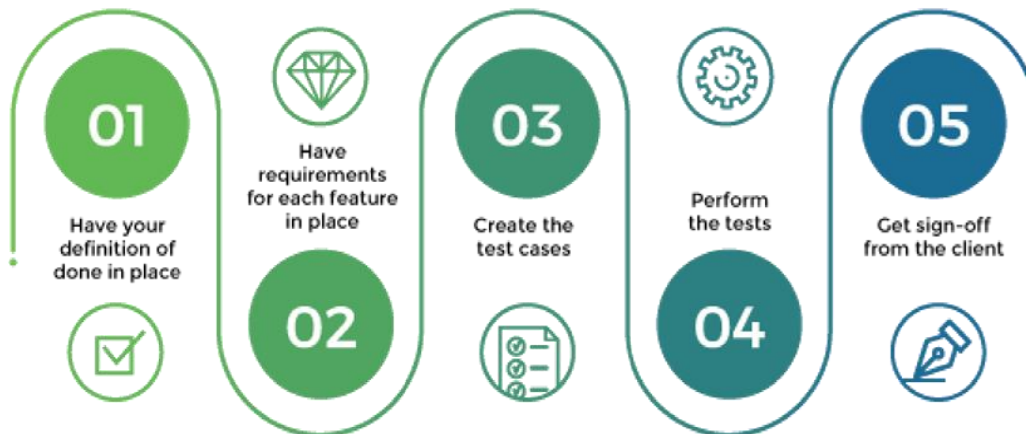 01
Have your
definition of
done in place
Have
requirements
for each feature
in place
02
03
Create the
test cases
Perform
the tests
04
05
Get sign-off
from the client